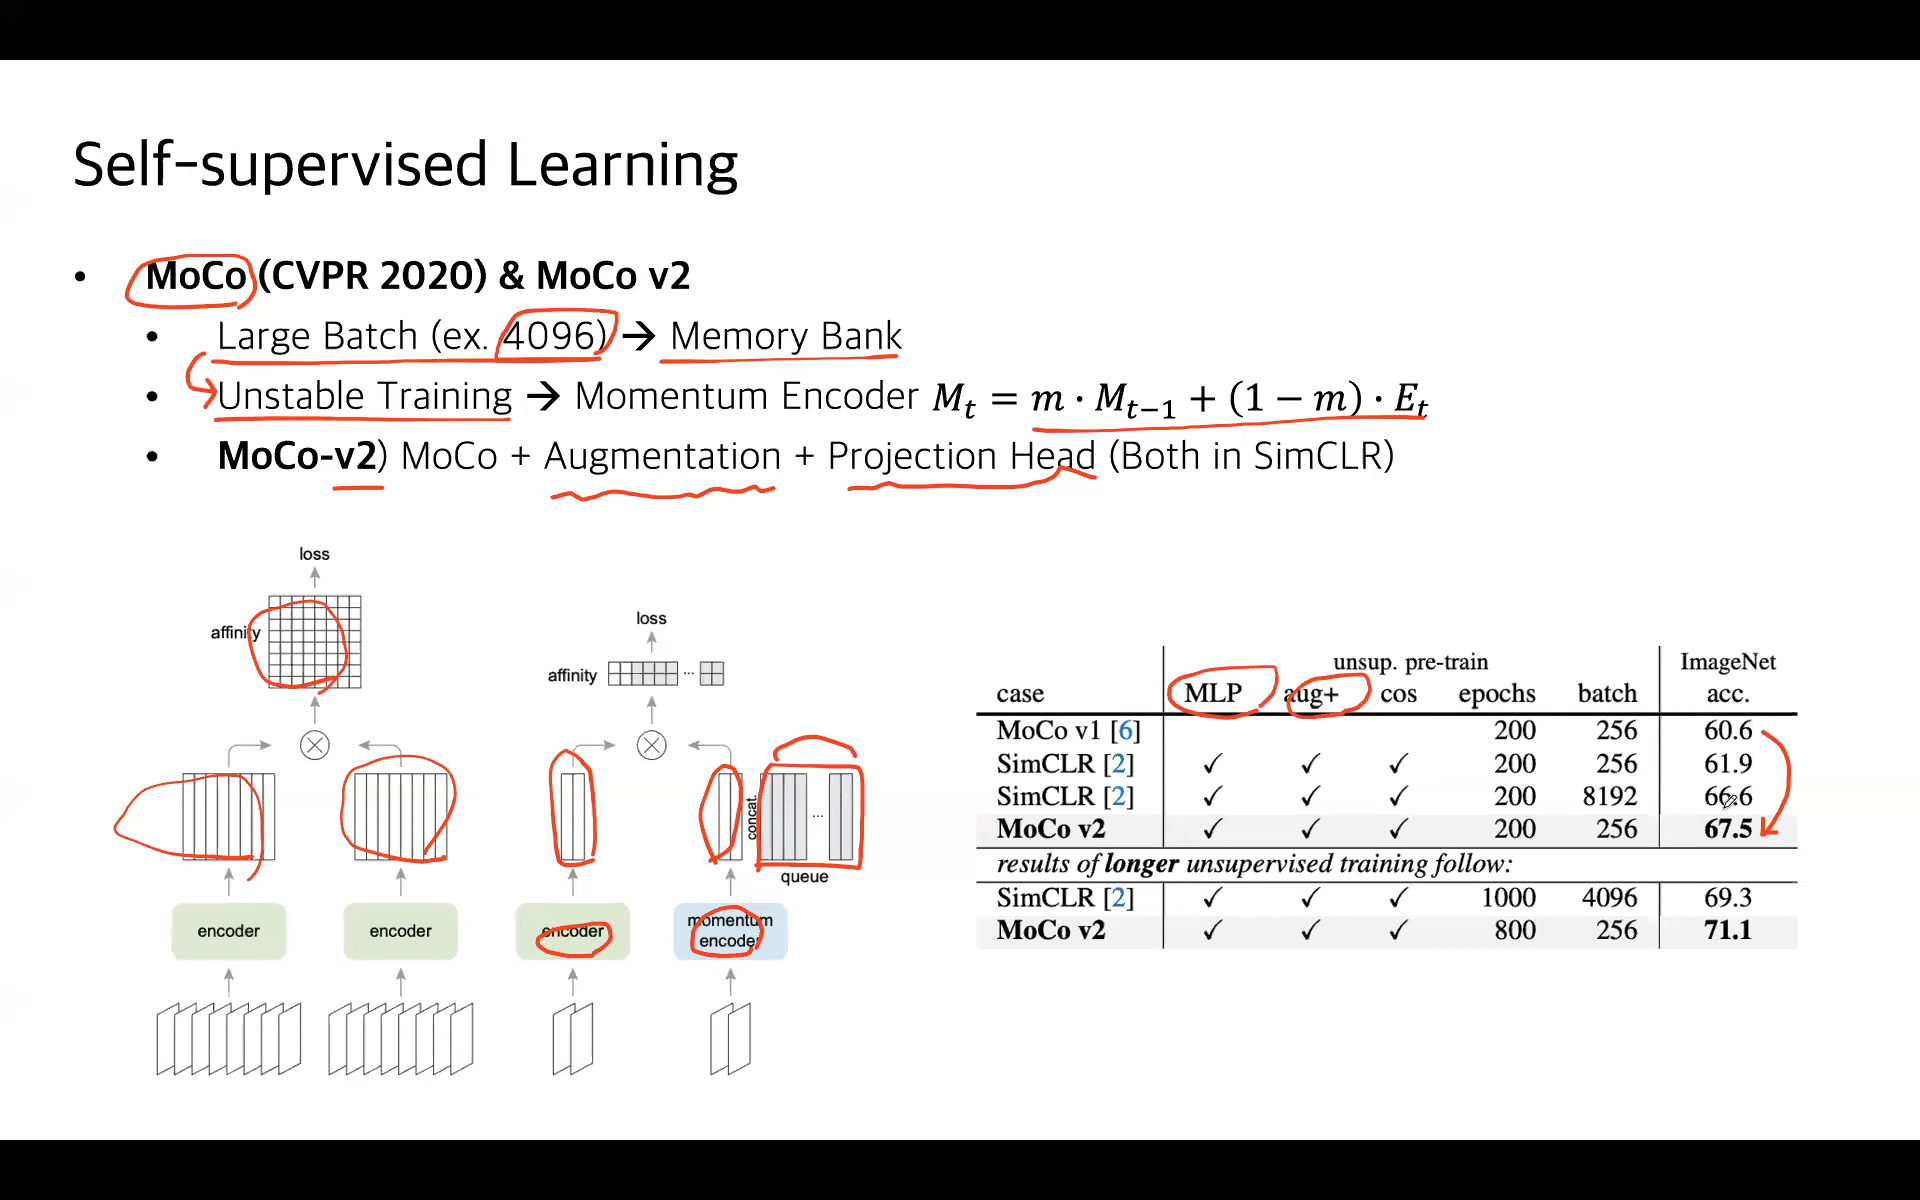 Self-supervised Learning
• MoCo (CVPR 2020) & MoCo v2
• Large Batch (ex. 4096) → Memory Bank
• Unstable Training → Momentum Encoder M_t = m · M_{t−1} + (1 − m) · E_t
• MoCo-v2) MoCo + Augmentation + Projection Head (Both in SimCLR)
loss
affinity
encoder encoder
loss
affinity
...
concat.
...
queue
encoder momentum encoder
unsup. pre-train ImageNet
case MLP aug+ cos epochs batch acc.
MoCo v1 [6] 200 256 60.6
SimCLR [2] ✓ ✓ ✓ 200 256 61.9
SimCLR [2] ✓ ✓ ✓ 200 8192 66.6
MoCo v2 ✓ ✓ ✓ 200 256 67.5
results of longer unsupervised training follow:
SimCLR [2] ✓ ✓ ✓ 1000 4096 69.3
MoCo v2 ✓ ✓ ✓ 800 256 71.1